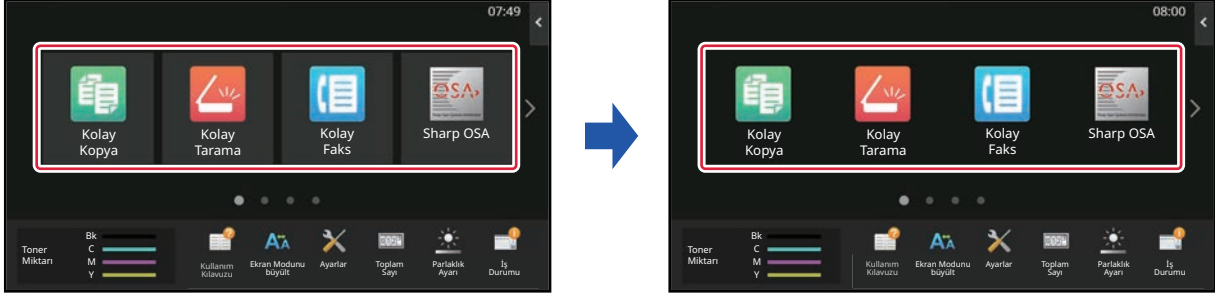 07:49
Kolay
Kopya
Kolay
Tarama
Kolay
Faks
OSA
Sharp OSA
Toner
Miktarı
Bk
C
M
Y
Kullanım
Kılavuzu
Ekran Modunu
büyült
Ayarlar
Toplam
Sayı
Parlaklık
Ayarı
İş
Durumu
08:00
Kolay
Kopya
Kolay
Tarama
Kolay
Faks
OSA
Sharp OSA
Toner
Miktarı
Bk
C
M
Y
Kullanım
Kılavuzu
Ekran Modunu
büyült
Ayarlar
Toplam
Sayı
Parlaklık
Ayarı
İş
Durumu